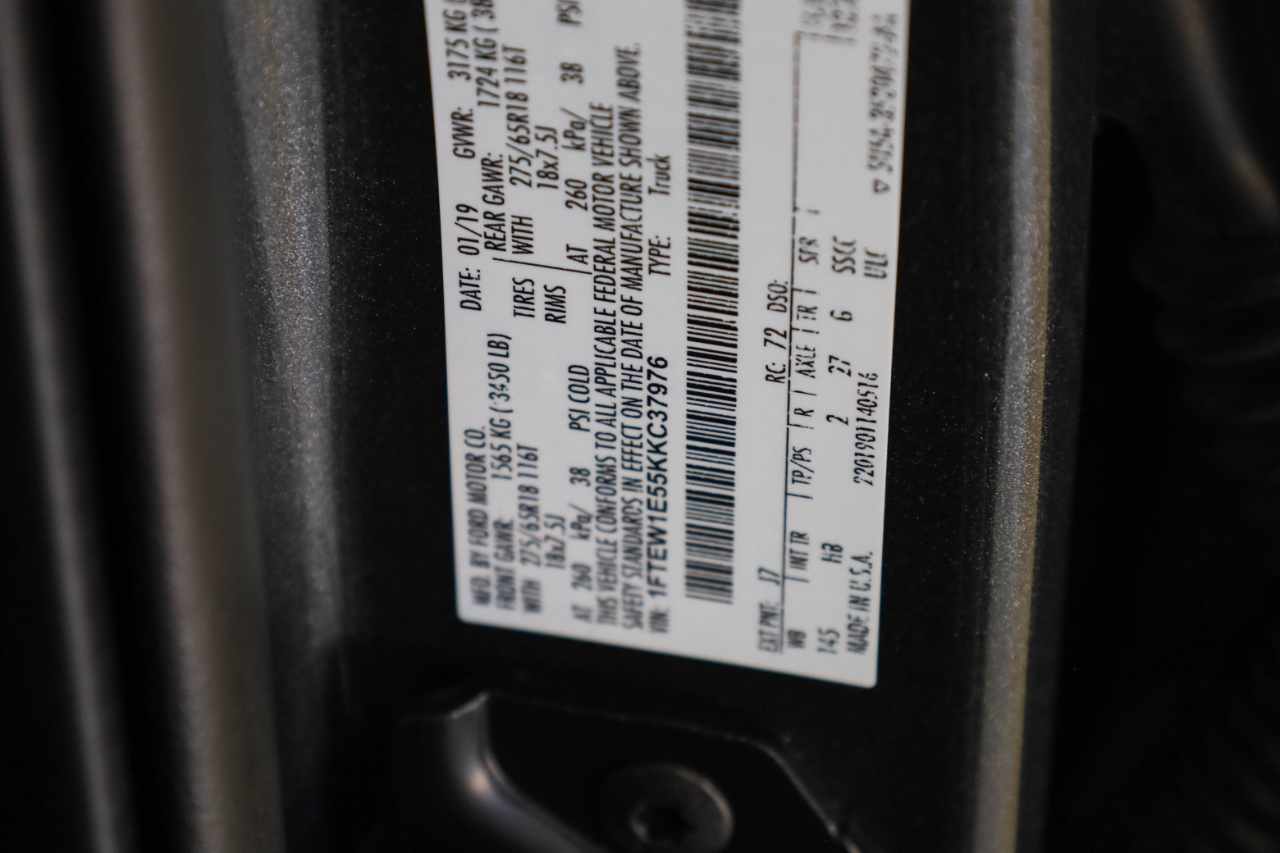 MFD. BY FORD MOTOR CO. DATE: 01/19 GVWR: 3175 KG (
FRONT GAWR: 1565 KG ( 3450 LB) REAR GAWR: 1724 KG ( 38
WITH 275/65R18 116T TIRES WITH 275/65R18 116T
18x7.5J RIMS 18x7.5J
AT 260 kPa/ 38 PSI COLD AT 260 kPa/ 38 PSI
THIS VEHICLE CONFORMS TO ALL APPLICABLE FEDERAL MOTOR VEHICLE
SAFETY STANDARDS IN EFFECT ON THE DATE OF MANUFACTURE SHOWN ABOVE.
VIN: 1FTEW1E55KKC37976 TYPE: Truck
EXT PNT: J7 RC: 72 DSO:
WB INT TR TP/PS R AXLE TR SPR
145 HB 2 27 6 SSCC
MADE IN U.S.A. 2201901140516 ULC